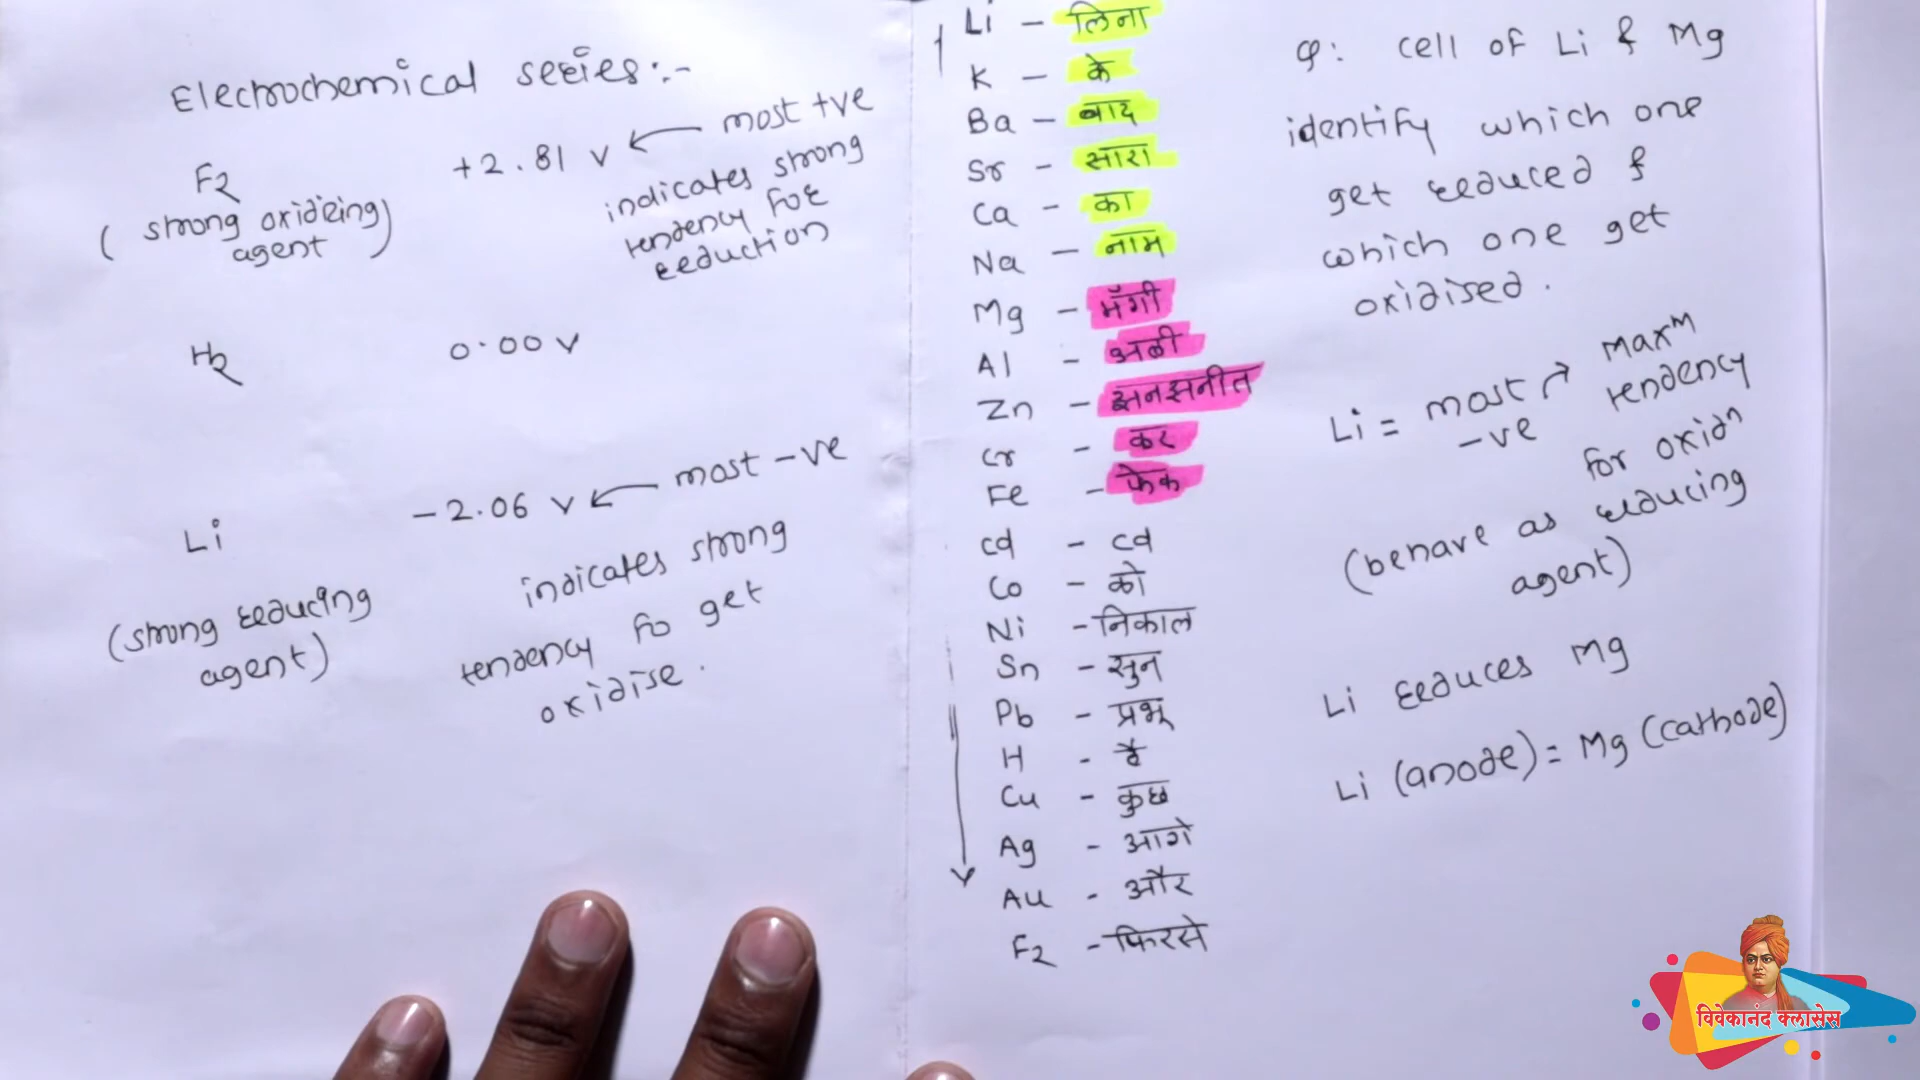 Electrochemical series:-
F2 +2.81 V ← most +ve
(strong oxidizing agent)
indicates strong
tendency for
reduction
H2 0.00 V
Li -2.06 V ← most -ve
(strong reducing
agent)
indicates strong
tendency fo get
oxidise.
Li - लिना
K - के
Ba - बाद
Sr - सारा
Ca - का
Na - नाम
Mg - मॅगी
Al - अळी
Zn - झनझनीत
Cr - कर
Fe - फेक
Cd - Cd
Co - को
Ni - निकाल
Sn - सुन
Pb - प्रभू
H - है
Cu - कुछ
Ag - आगे
Au - और
F2 - फिरसे
Q: cell of Li & Mg
identify which one
get reduced &
which one get
oxidised.
Li = most -ve → maxm
tendency
for oxidn
(behave as reducing
agent)
Li reduces Mg
Li (anode) = Mg (cathode)
विवेकानंद क्लासेस